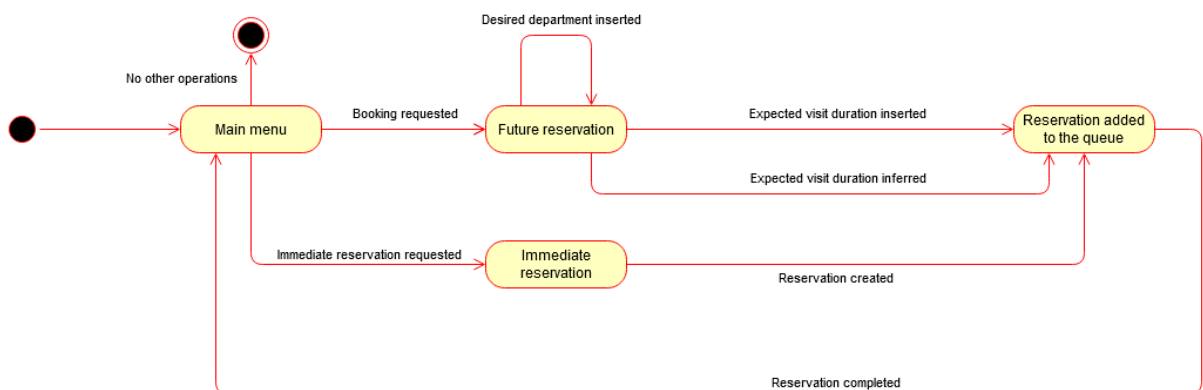 Desired department inserted
No other operations
Main menu
Booking requested
Future reservation
Expected visit duration inserted
Reservation added
to the queue
Expected visit duration inferred
Immediate reservation requested
Immediate
reservation
Reservation created
Reservation completed